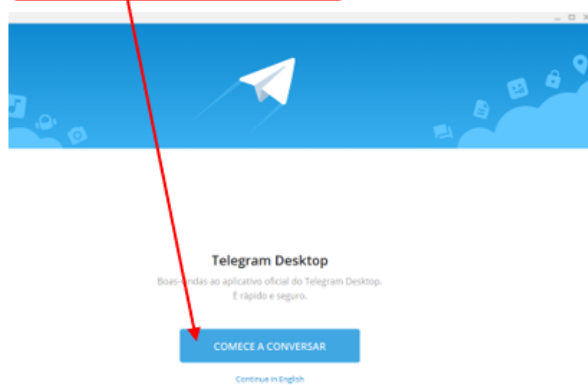 Telegram Desktop
Boas-vindas ao aplicativo oficial do Telegram Desktop.
É rápido e seguro.
COMECE A CONVERSAR
Continue in English